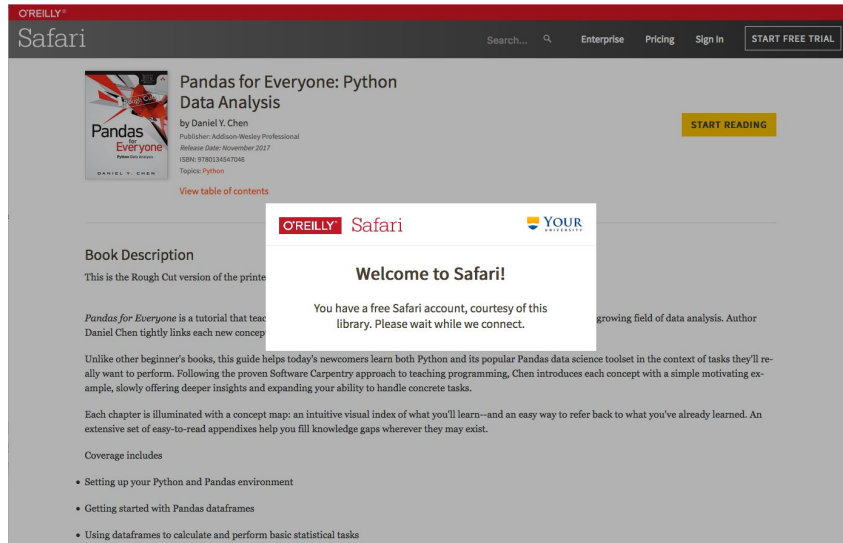 O'REILLY®
Safari
Search...
Enterprise
Pricing
Sign In
START FREE TRIAL
Rough Cuts
Pandas
for
Everyone
Python Data Analysis
DANIEL Y. CHEN
Pandas for Everyone: Python
Data Analysis
by Daniel Y. Chen
Publisher: Addison-Wesley Professional
Release Date: November 2017
ISBN: 9780134547046
Topics: Python
View table of contents
START READING
O'REILLY® Safari
YOUR
UNIVERSITY
Welcome to Safari!
You have a free Safari account, courtesy of this
library. Please wait while we connect.
Book Description
This is the Rough Cut version of the printe
Pandas for Everyone is a tutorial that teac growing field of data analysis. Author
Daniel Chen tightly links each new concep
Unlike other beginner's books, this guide helps today's newcomers learn both Python and its popular Pandas data science toolset in the context of tasks they'll re-
ally want to perform. Following the proven Software Carpentry approach to teaching programming, Chen introduces each concept with a simple motivating ex-
ample, slowly offering deeper insights and expanding your ability to handle concrete tasks.
Each chapter is illuminated with a concept map: an intuitive visual index of what you'll learn--and an easy way to refer back to what you've already learned. An
extensive set of easy-to-read appendixes help you fill knowledge gaps wherever they may exist.
Coverage includes
• Setting up your Python and Pandas environment
• Getting started with Pandas dataframes
• Using dataframes to calculate and perform basic statistical tasks